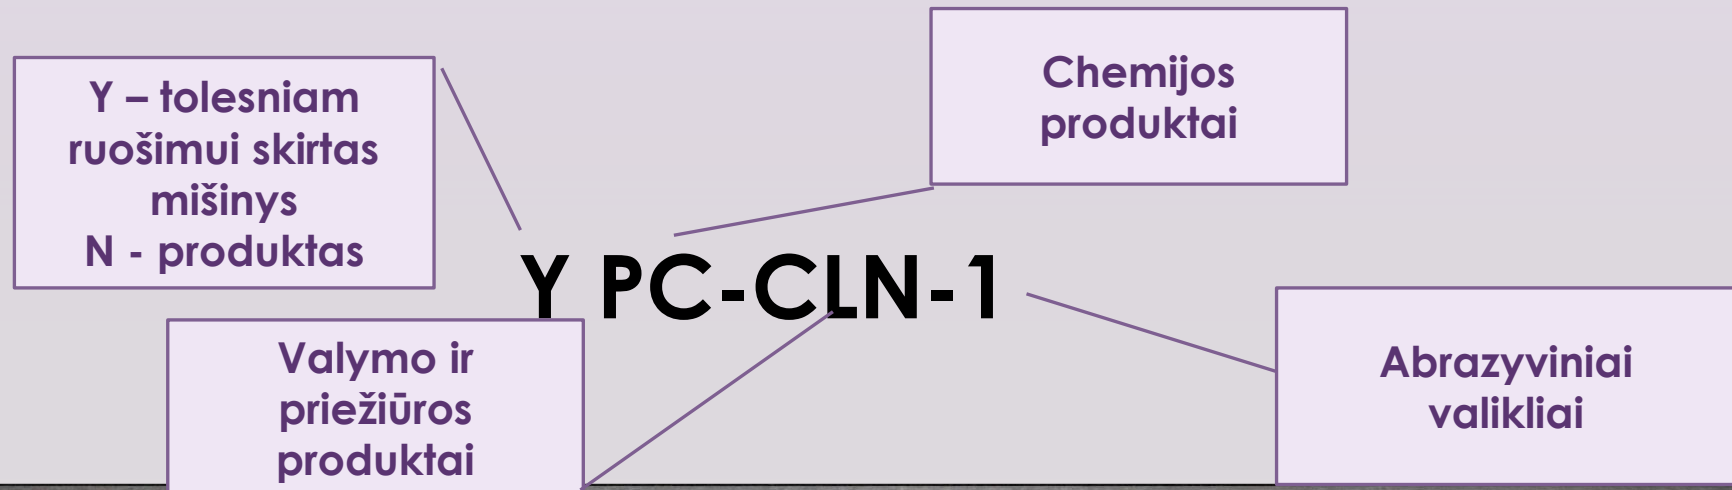 Y – tolesniam
ruošimui skirtas
mišinys
N - produktas
Chemijos
produktai
Y PC-CLN-1
Valymo ir
priežiūros
produktai
Abrazyviniai
valikliai